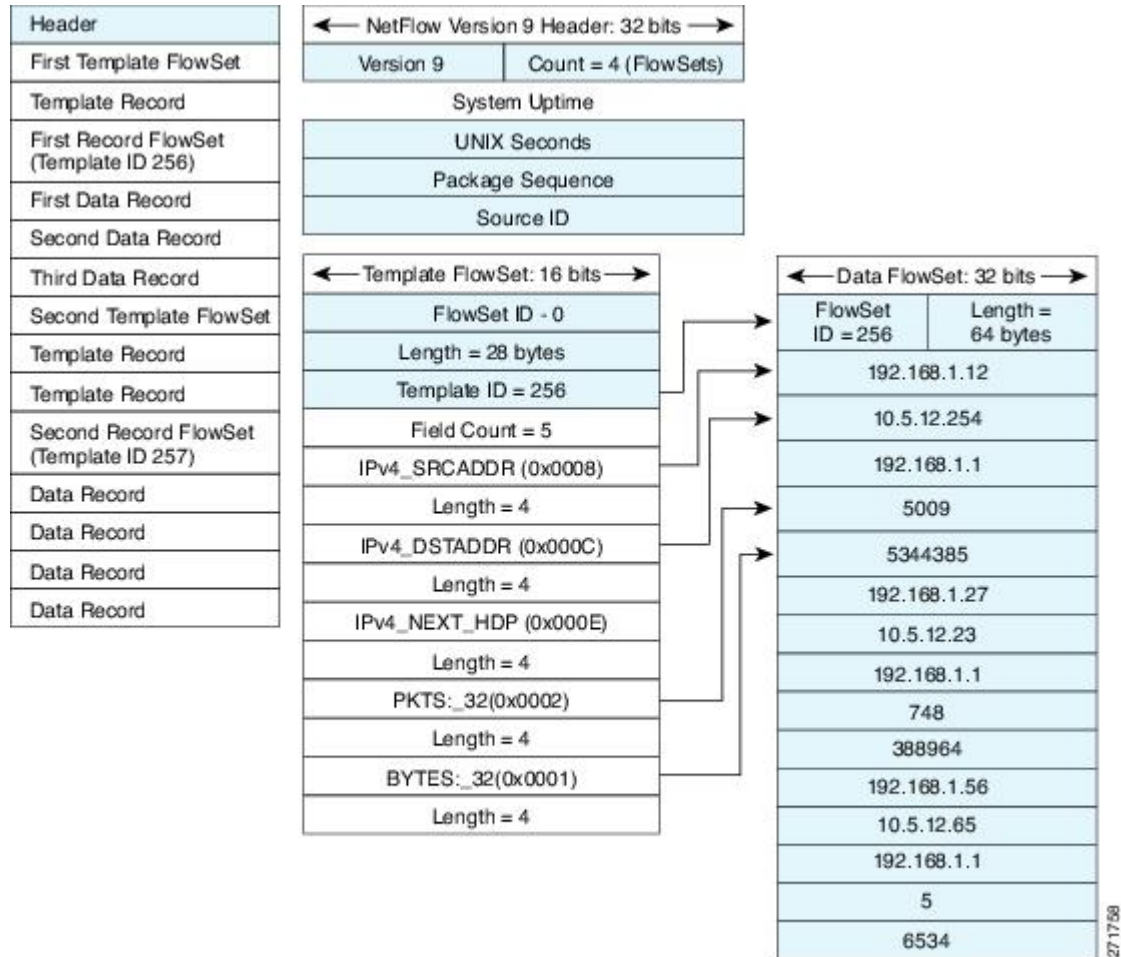 Header
First Template FlowSet
Template Record
First Record FlowSet
(Template ID 256)
First Data Record
Second Data Record
Third Data Record
Second Template FlowSet
Template Record
Template Record
Second Record FlowSet
(Template ID 257)
Data Record
Data Record
Data Record
Data Record
NetFlow Version 9 Header: 32 bits
Version 9
Count = 4 (FlowSets)
System Uptime
UNIX Seconds
Package Sequence
Source ID
Template FlowSet: 16 bits
FlowSet ID - 0
Length = 28 bytes
Template ID = 256
Field Count = 5
IPv4_SRCADDR (0x0008)
Length = 4
IPv4_DSTADDR (0x000C)
Length = 4
IPv4_NEXT_HDP (0x000E)
Length = 4
PKTS:_32(0x0002)
Length = 4
BYTES:_32(0x0001)
Length = 4
Data FlowSet: 32 bits
FlowSet
ID = 256
Length =
64 bytes
192.168.1.12
10.5.12.254
192.168.1.1
5009
5344385
192.168.1.27
10.5.12.23
192.168.1.1
748
388964
192.168.1.56
10.5.12.65
192.168.1.1
5
6534
271758